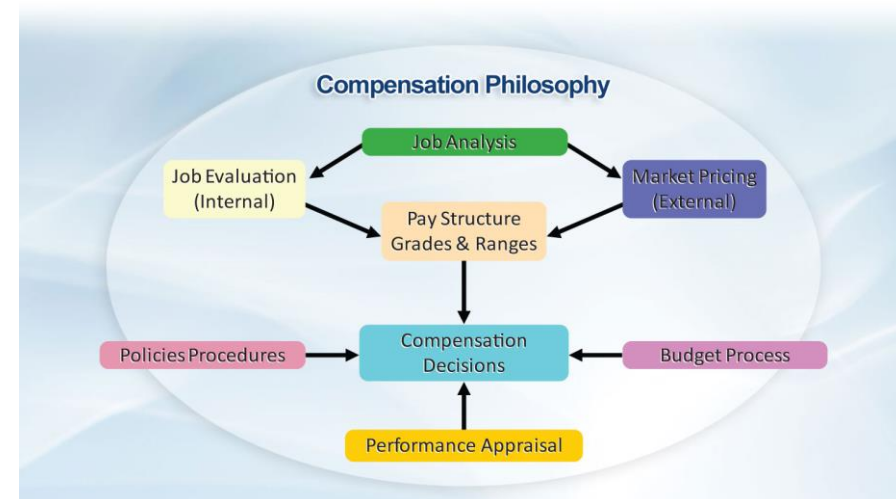 Compensation Philosophy
Job Analysis
Job Evaluation
(Internal)
Market Pricing
(External)
Pay Structure
Grades & Ranges
Policies Procedures
Compensation
Decisions
Budget Process
Performance Appraisal